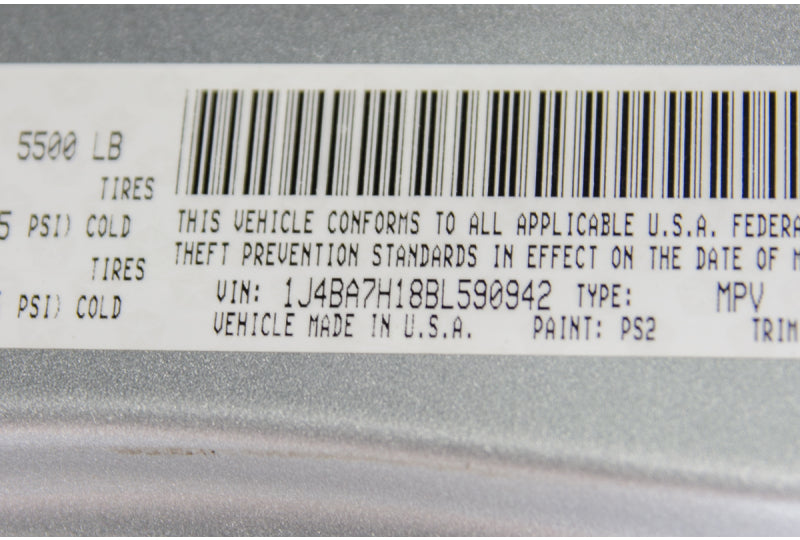 5500 LB
TIRES
5 PSI) COLD
TIRES
PSI) COLD
THIS VEHICLE CONFORMS TO ALL APPLICABLE U.S.A. FEDERA
THEFT PREVENTION STANDARDS IN EFFECT ON THE DATE OF M
VIN: 1J4BA7H18BL590942 TYPE: MPV
VEHICLE MADE IN U.S.A. PAINT: PS2 TRIM